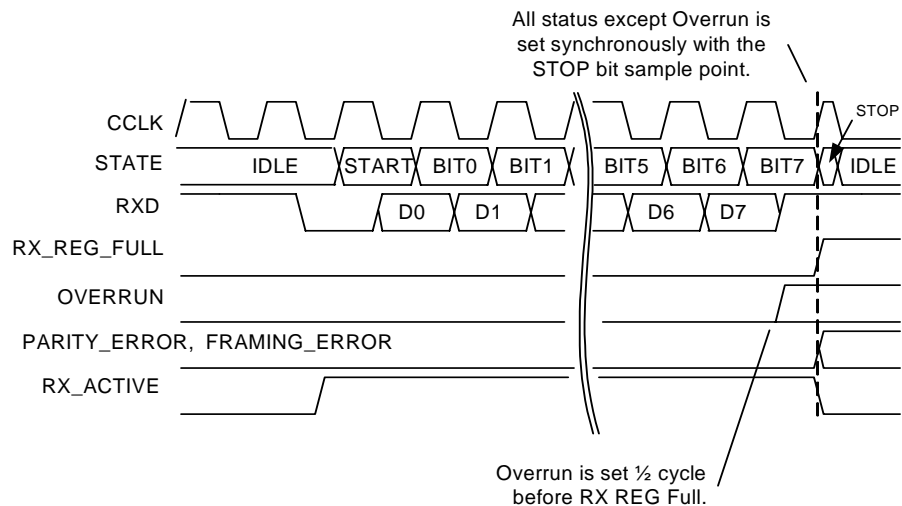 All status except Overrun is
set synchronously with the
STOP bit sample point.
CCLK
STOP
STATE
IDLE START BIT0 BIT1 BIT5 BIT6 BIT7 IDLE
RXD
D0 D1 D6 D7
RX_REG_FULL
OVERRUN
PARITY_ERROR, FRAMING_ERROR
RX_ACTIVE
Overrun is set ½ cycle
before RX REG Full.